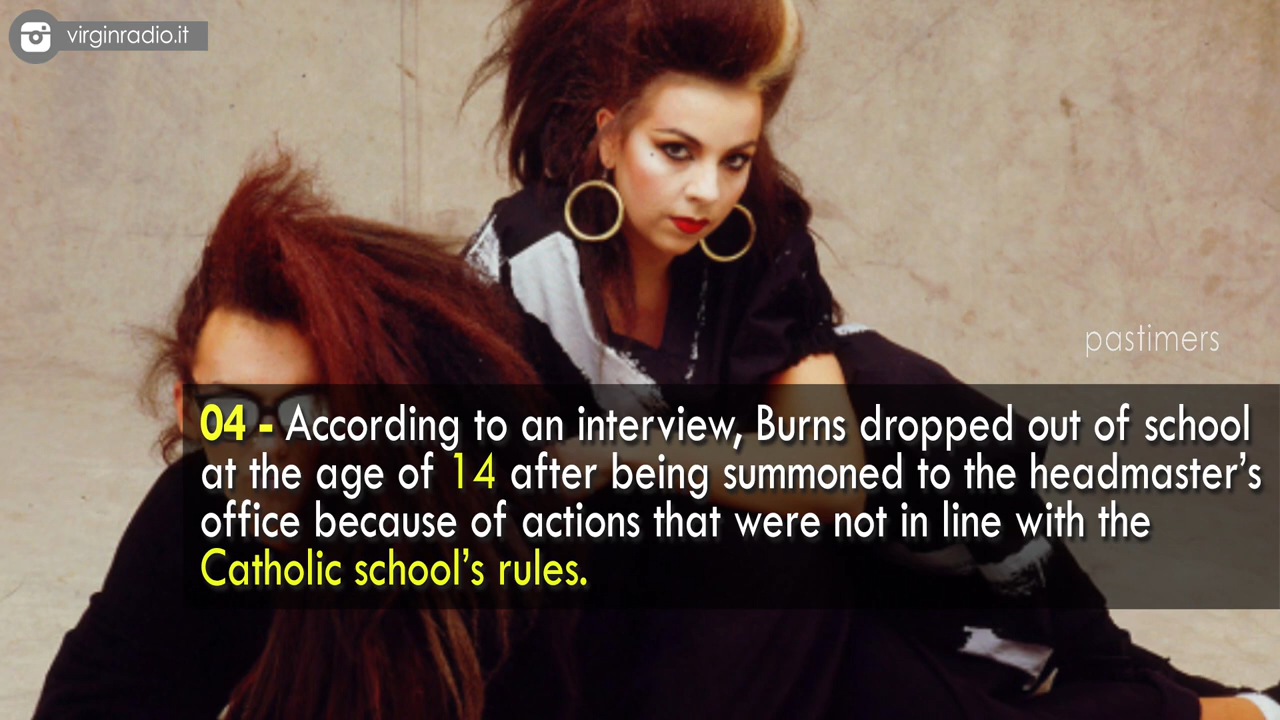 virginradio.it
pastimers
04 - According to an interview, Burns dropped out of school
at the age of 14 after being summoned to the headmaster’s
office because of actions that were not in line with the
Catholic school’s rules.